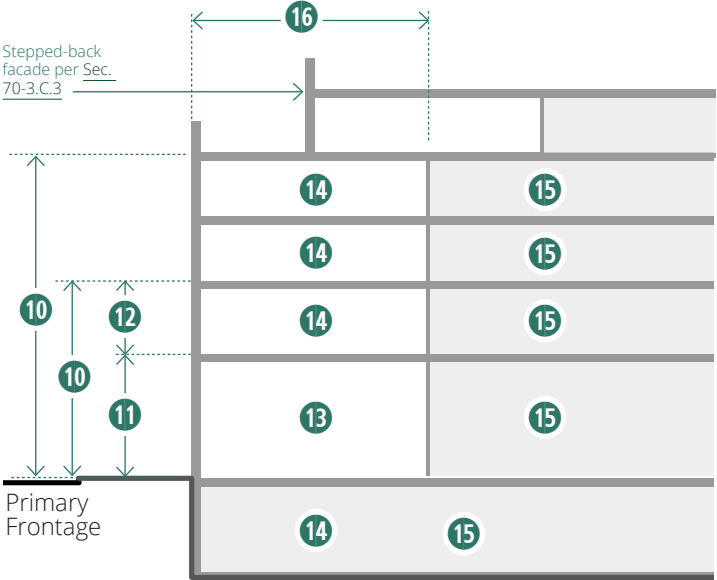 16
Stepped-back
facade per Sec.
70-3.C.3
14 15
14 15
10 12 14 15
10
11 13 15
Primary
Frontage
14 15